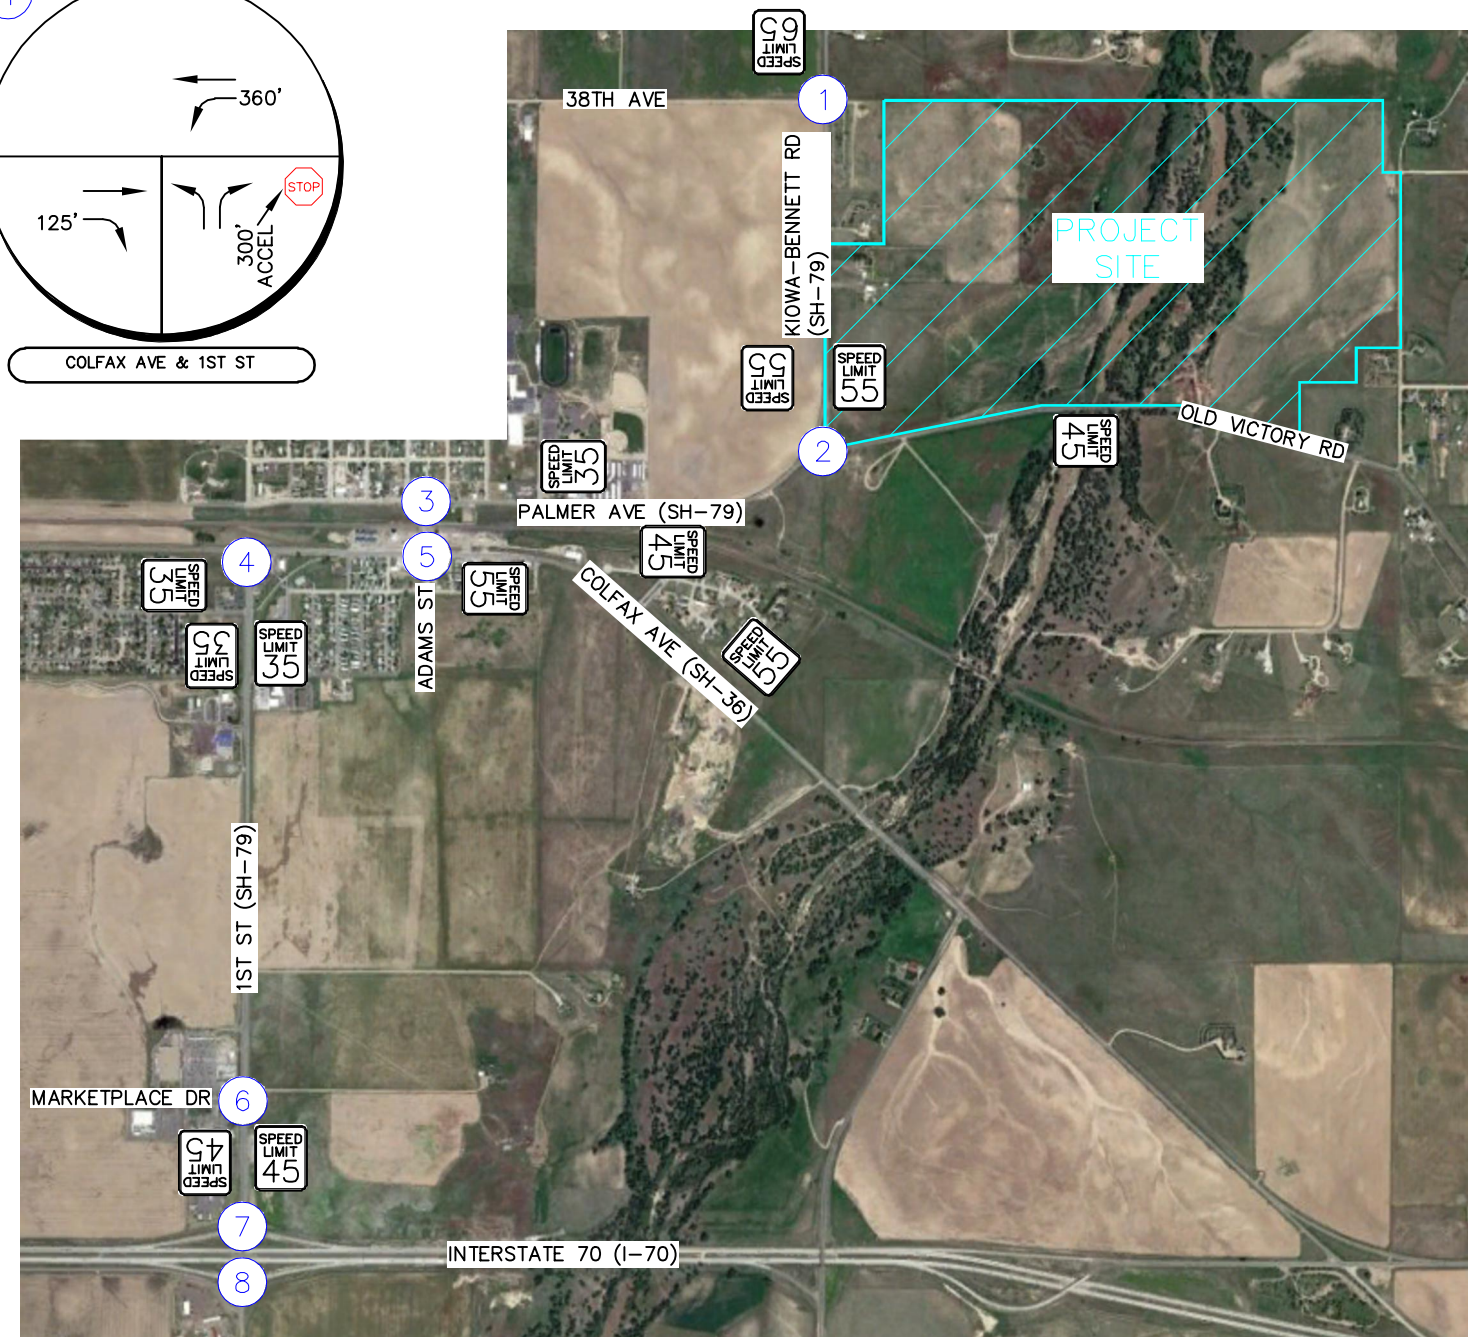 360'
125'
300'
ACCEL
STOP
COLFAX AVE & 1ST ST
SPEED
LIMIT
65
38TH AVE
1
KIOWA-BENNETT RD
(SH-79)
PROJECT
SITE
SPEED
LIMIT
55
SPEED
LIMIT
55
2
OLD VICTORY RD
SPEED
LIMIT
45
SPEED
LIMIT
35
3
PALMER AVE (SH-79)
4
5
SPEED
LIMIT
45
SPEED
LIMIT
35
SPEED
LIMIT
55
ADAMS ST
COLFAX AVE (SH-36)
SPEED
LIMIT
55
SPEED
LIMIT
35
SPEED
LIMIT
35
1ST ST (SH-79)
MARKETPLACE DR
6
SPEED
LIMIT
45
SPEED
LIMIT
45
7
INTERSTATE 70 (I-70)
8